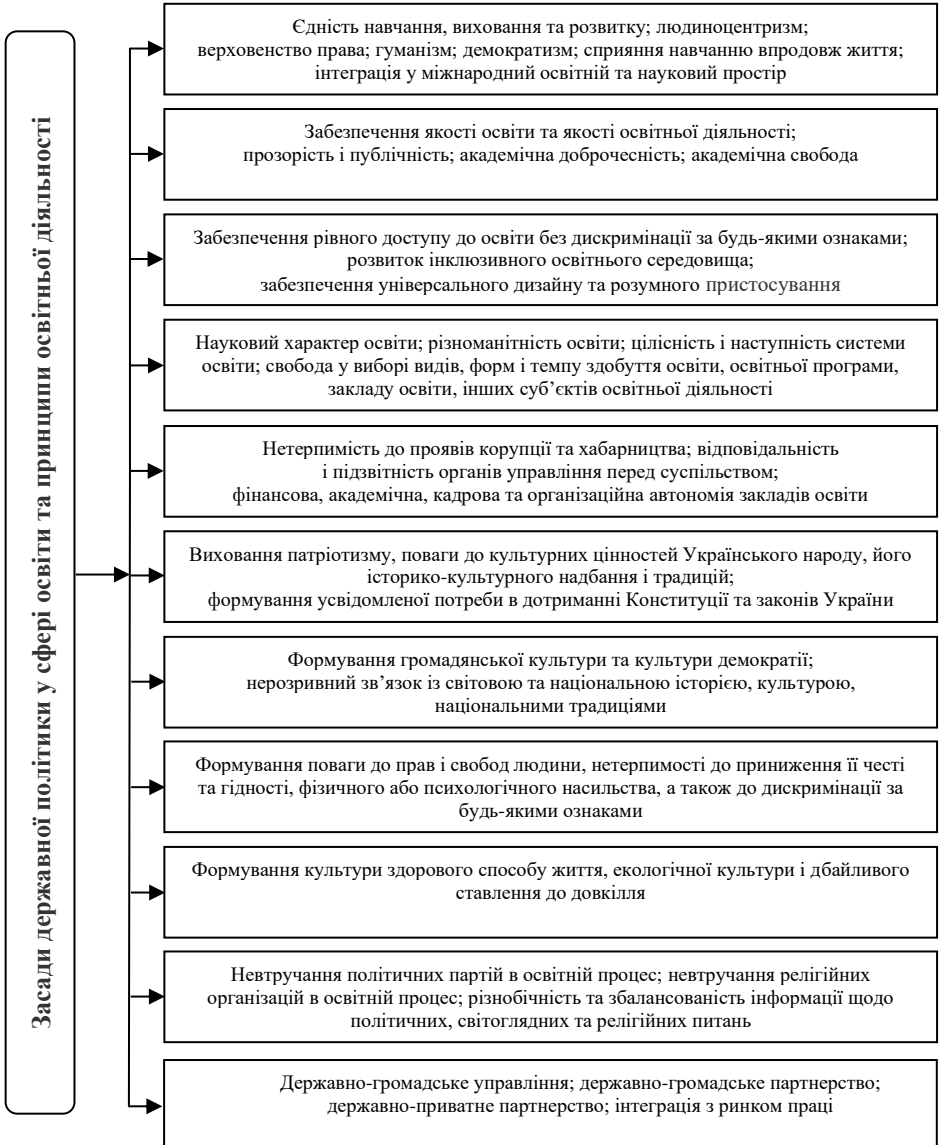 Засади державної політики у сфері освіти та принципи освітньої діяльності
Єдність навчання, виховання та розвитку; людиноцентризм;
верховенство права; гуманізм; демократизм; сприяння навчанню впродовж життя;
інтеграція у міжнародний освітній та науковий простір
Забезпечення якості освіти та якості освітньої діяльності;
прозорість і публічність; академічна доброчесність; академічна свобода
Забезпечення рівного доступу до освіти без дискримінації за будь-якими ознаками;
розвиток інклюзивного освітнього середовища;
забезпечення універсального дизайну та розумного пристосування
Науковий характер освіти; різноманітність освіти; цілісність і наступність системи
освіти; свобода у виборі видів, форм і темпу здобуття освіти, освітньої програми,
закладу освіти, інших суб’єктів освітньої діяльності
Нетерпимість до проявів корупції та хабарництва; відповідальність
і підзвітність органів управління перед суспільством;
фінансова, академічна, кадрова та організаційна автономія закладів освіти
Виховання патріотизму, поваги до культурних цінностей Українського народу, його
історико-культурного надбання і традицій;
формування усвідомленої потреби в дотриманні Конституції та законів України
Формування громадянської культури та культури демократії;
нерозривний зв’язок із світовою та національною історією, культурою,
національними традиціями
Формування поваги до прав і свобод людини, нетерпимості до приниження її честі
та гідності, фізичного або психологічного насильства, а також до дискримінації за
будь-якими ознаками
Формування культури здорового способу життя, екологічної культури і дбайливого
ставлення до довкілля
Невтручання політичних партій в освітній процес; невтручання релігійних
організацій в освітній процес; різнобічність та збалансованість інформації щодо
політичних, світоглядних та релігійних питань
Державно-громадське управління; державно-громадське партнерство;
державно-приватне партнерство; інтеграція з ринком праці